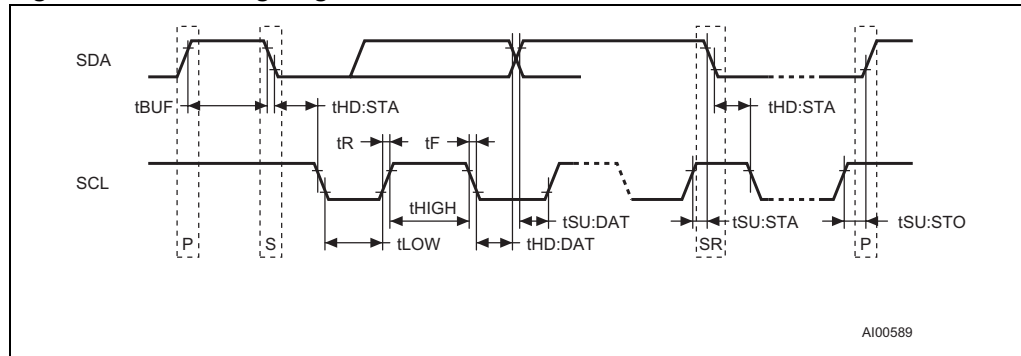 SDA
tBUF
tHD:STA
tHD:STA
tR
tF
SCL
tHIGH
tSU:DAT
tSU:STA
tSU:STO
P
S
tLOW
tHD:DAT
SR
P
AI00589